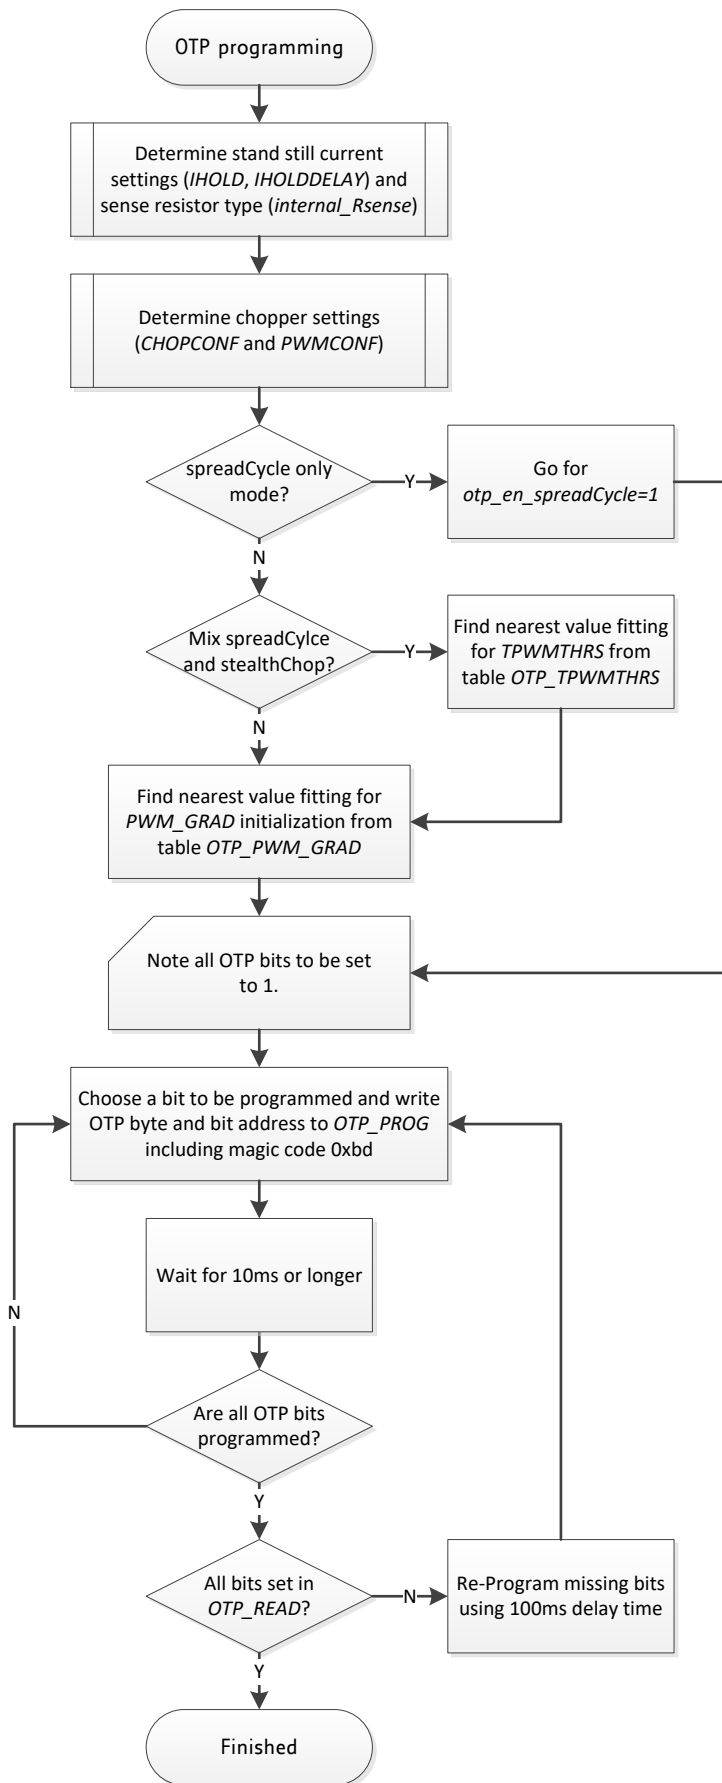 OTP programming
Determine stand still current
settings (IHOLD, IHOLDDELAY) and
sense resistor type (internal_Rsense)
Determine chopper settings
(CHOPCONF and PWMCONF)
spreadCycle only
mode?
Y
Go for
otp_en_spreadCycle=1
N
Mix spreadCylce
and stealthChop?
Y
Find nearest value fitting
for TPWMTHRS from
table OTP_TPWMTHRS
N
Find nearest value fitting for
PWM_GRAD initialization from
table OTP_PWM_GRAD
Note all OTP bits to be set
to 1.
Choose a bit to be programmed and write
OTP byte and bit address to OTP_PROG
including magic code 0xbd
Wait for 10ms or longer
N
Are all OTP bits
programmed?
Y
All bits set in
OTP_READ?
N
Re-Program missing bits
using 100ms delay time
Y
Finished